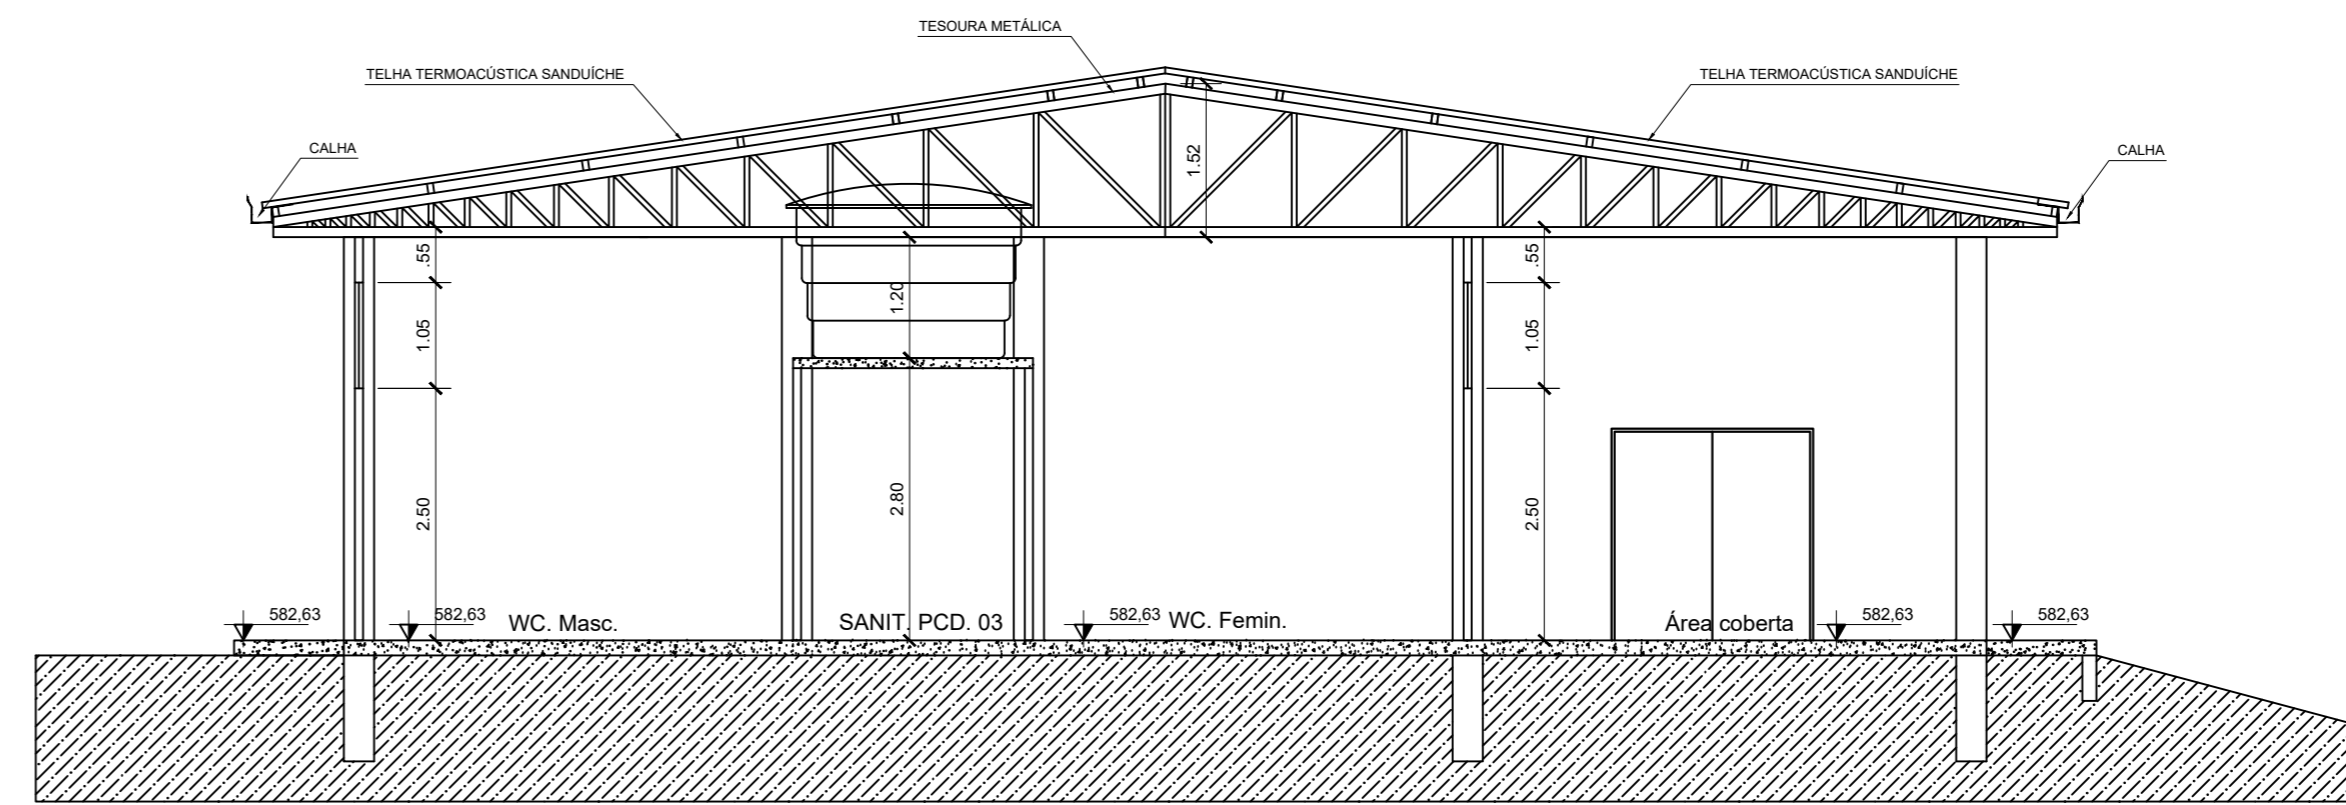 TESOURA METÁLICA
TELHA TERMOACÚSTICA SANDUÍCHE
TELHA TERMOACÚSTICA SANDUÍCHE
CALHA
CALHA
1.52
.55
.55
1.20
1.05
1.05
2.50
2.80
2.50
582,63
582,63
WC. Masc.
SANIT. PCD. 03
582,63
WC. Femin.
Área coberta
582,63
582,63